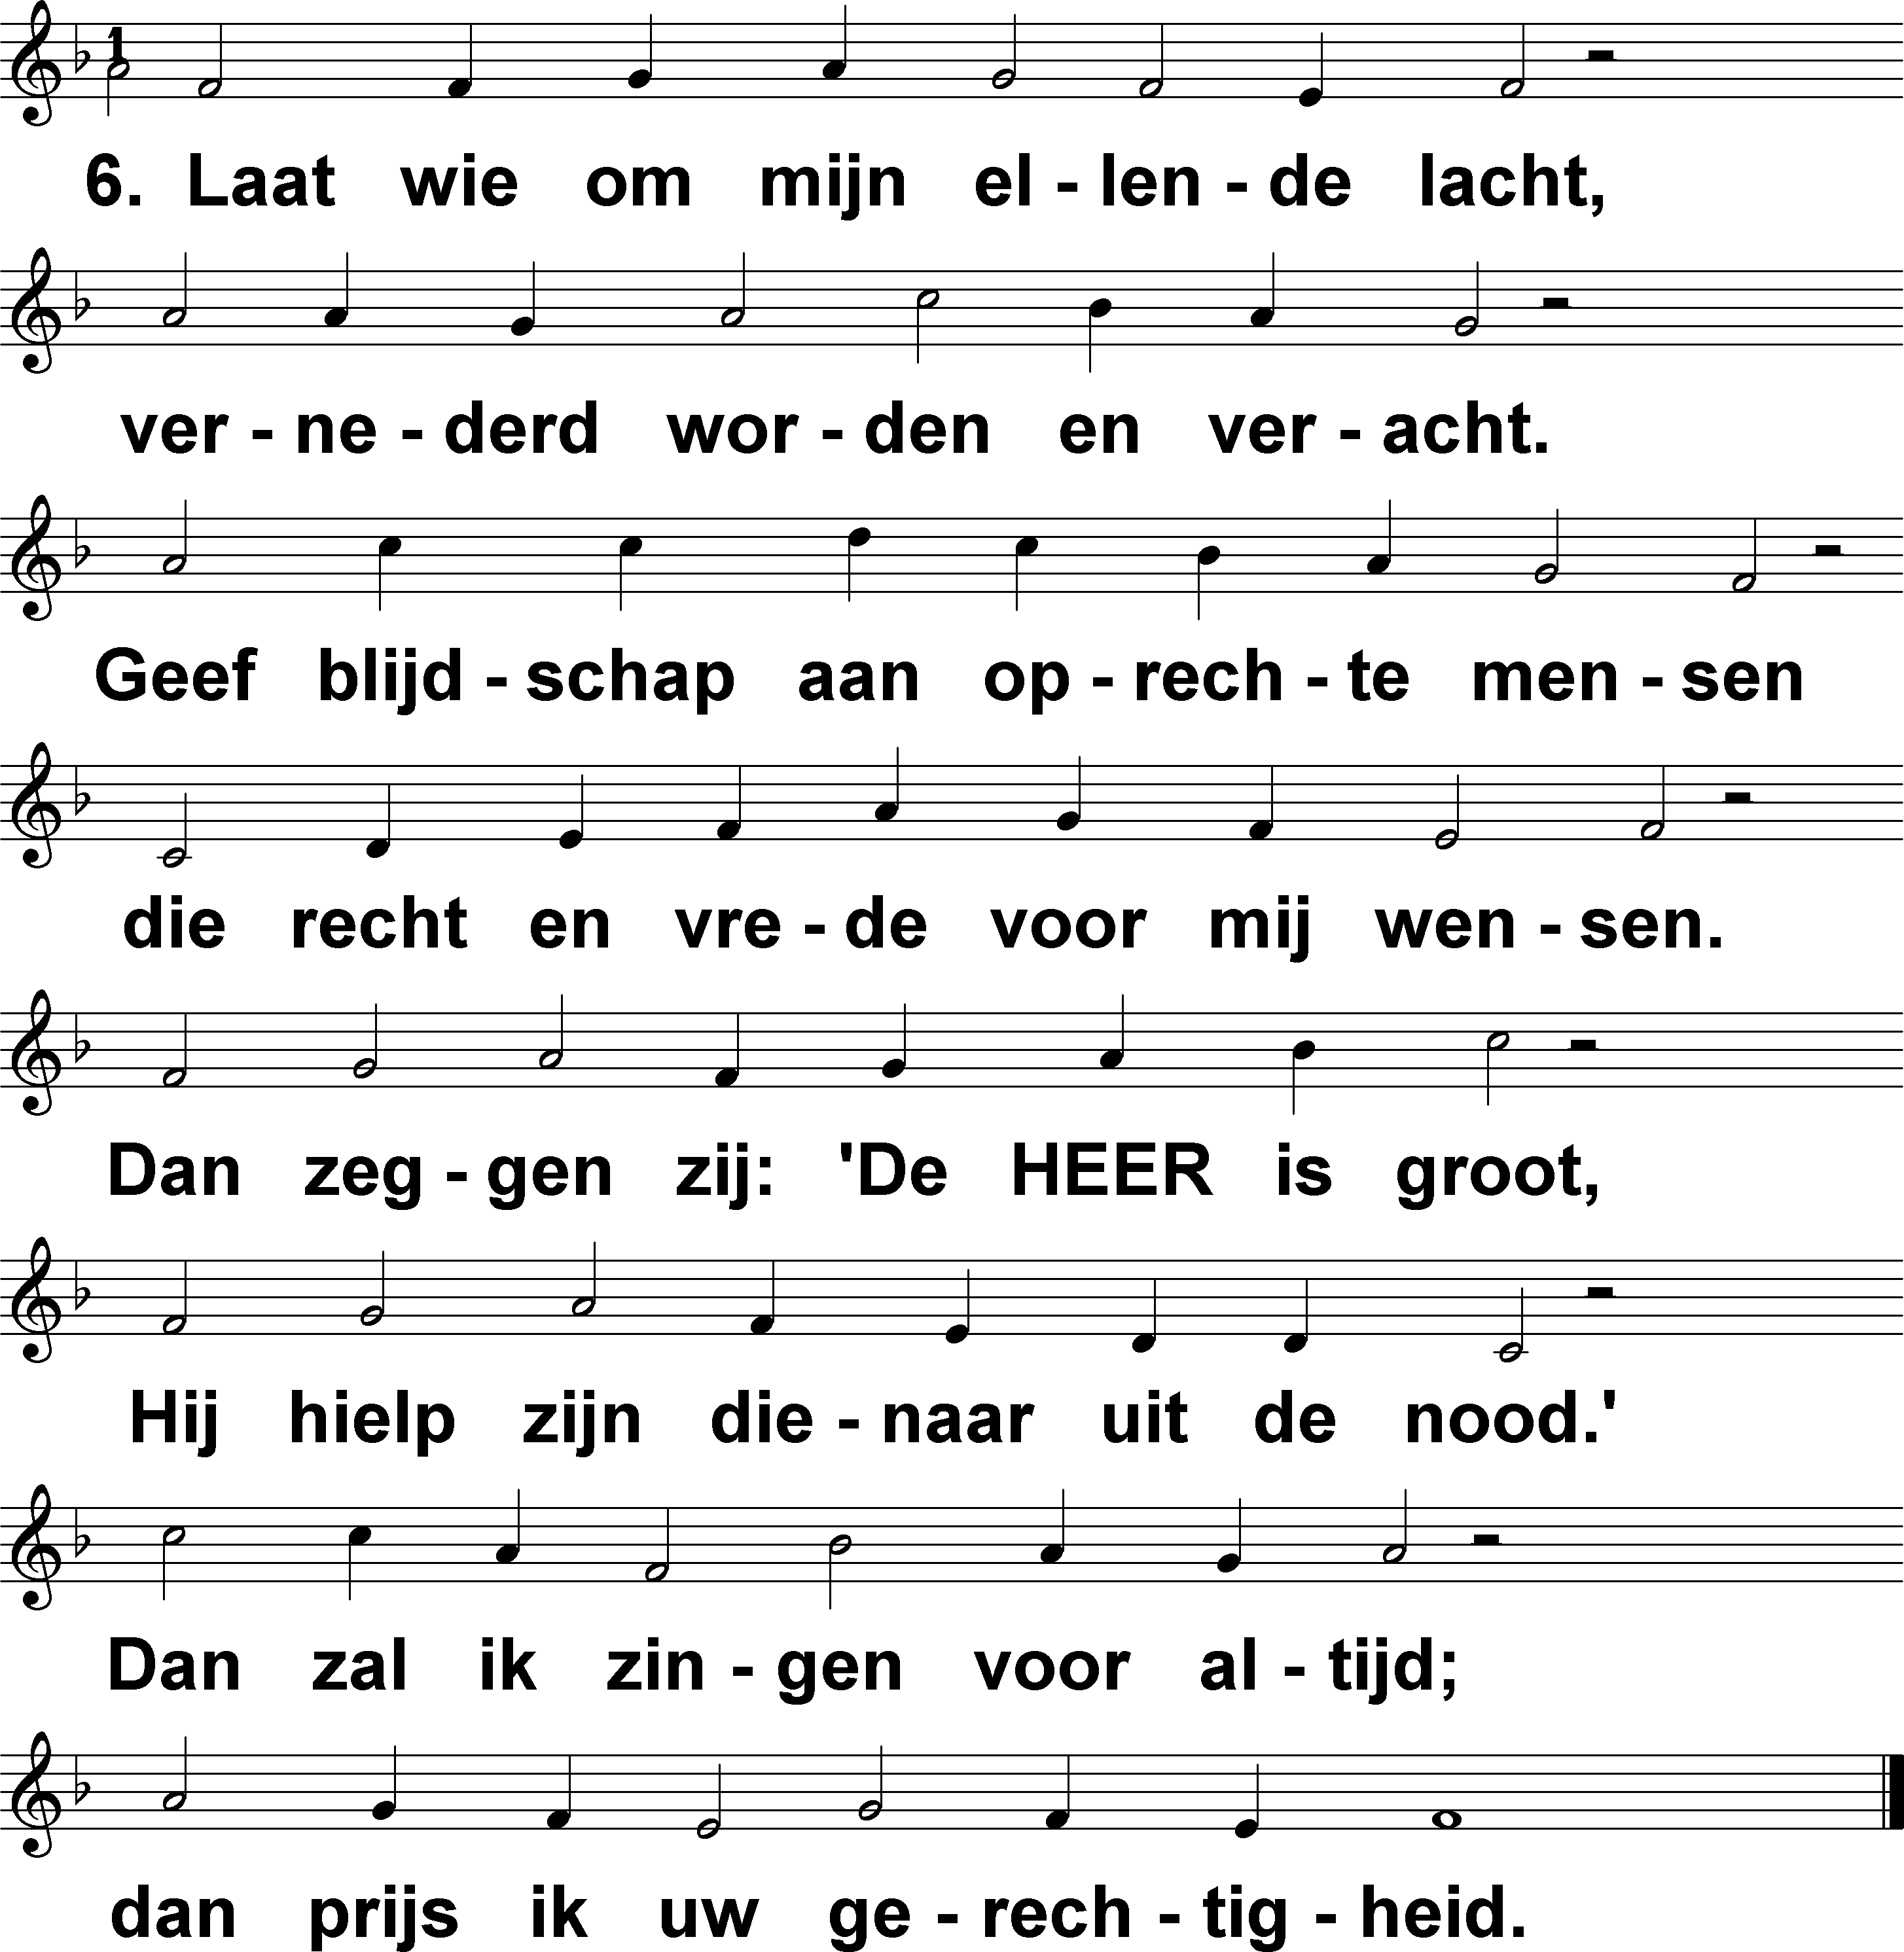 1
6. Laat wie om mijn el - len - de lacht,
ver - ne - derd wor - den en ver - acht.
Geef blijd - schap aan op - rech - te men - sen
die recht en vre - de voor mij wen - sen.
Dan zeg - gen zij: 'De HEER is groot,
Hij hielp zijn die - naar uit de nood.'
Dan zal ik zin - gen voor al - tijd;
dan prijs ik uw ge - rech - tig - heid.